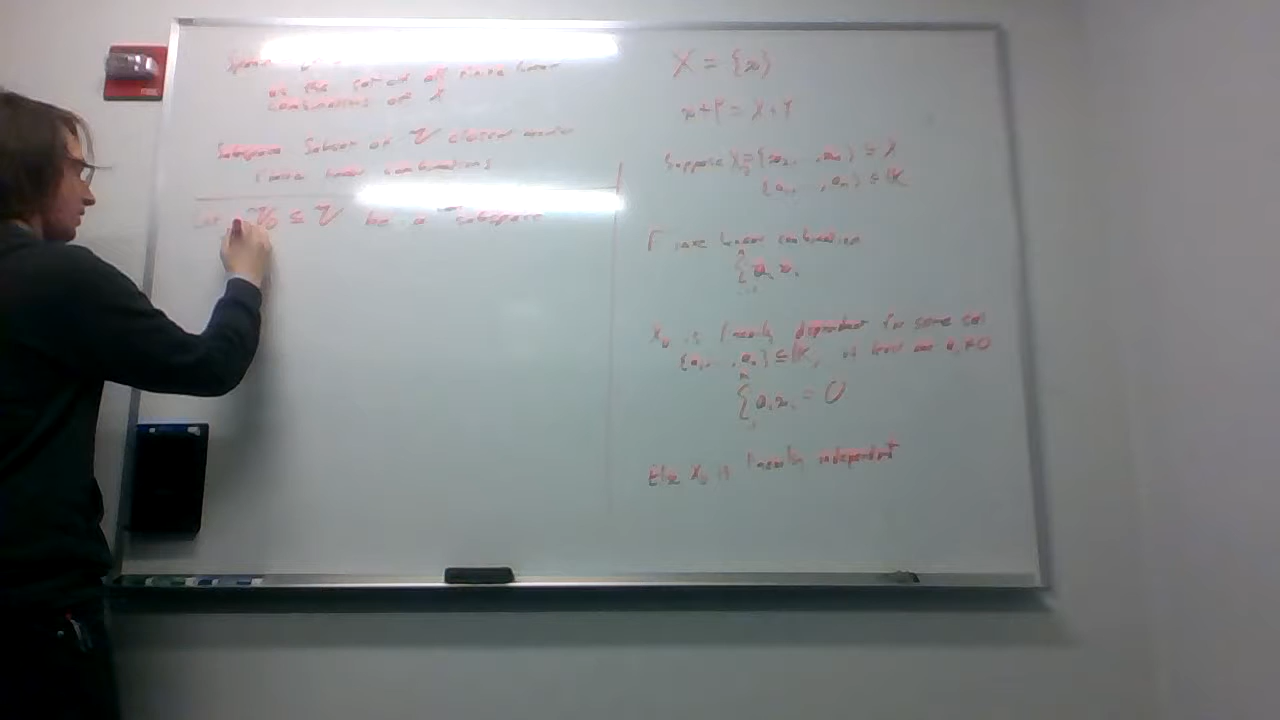 Span
as the set of all finite linear
combinations of X
Subspace Subset of V closed under
finite linear combinations
V₀ ⊆ V be a subspace
X = {x}
x+Y = X+Y
Suppose X₀ = {x₁, , xₙ} ⊆ X
{a₁, , aₙ} ⊆ K
Finite linear combination
Σ aᵢ xᵢ
X₀ is linearly dependent for some set
{a₁, , aₙ} ⊆ K, at least one aᵢ ≠ 0
Σ aᵢ xᵢ = 0
Else X₀ is linearly independent